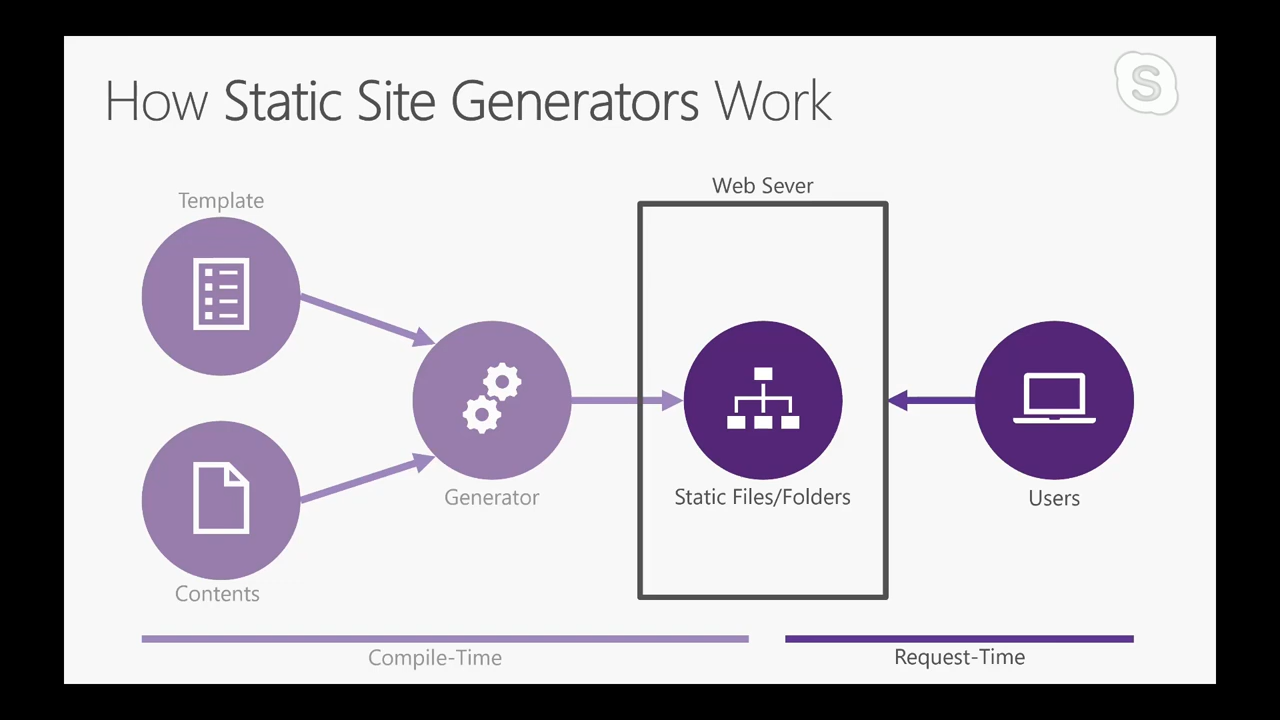 How Static Site Generators Work
S
Template
Web Sever
Generator
Static Files/Folders
Users
Contents
Compile-Time
Request-Time